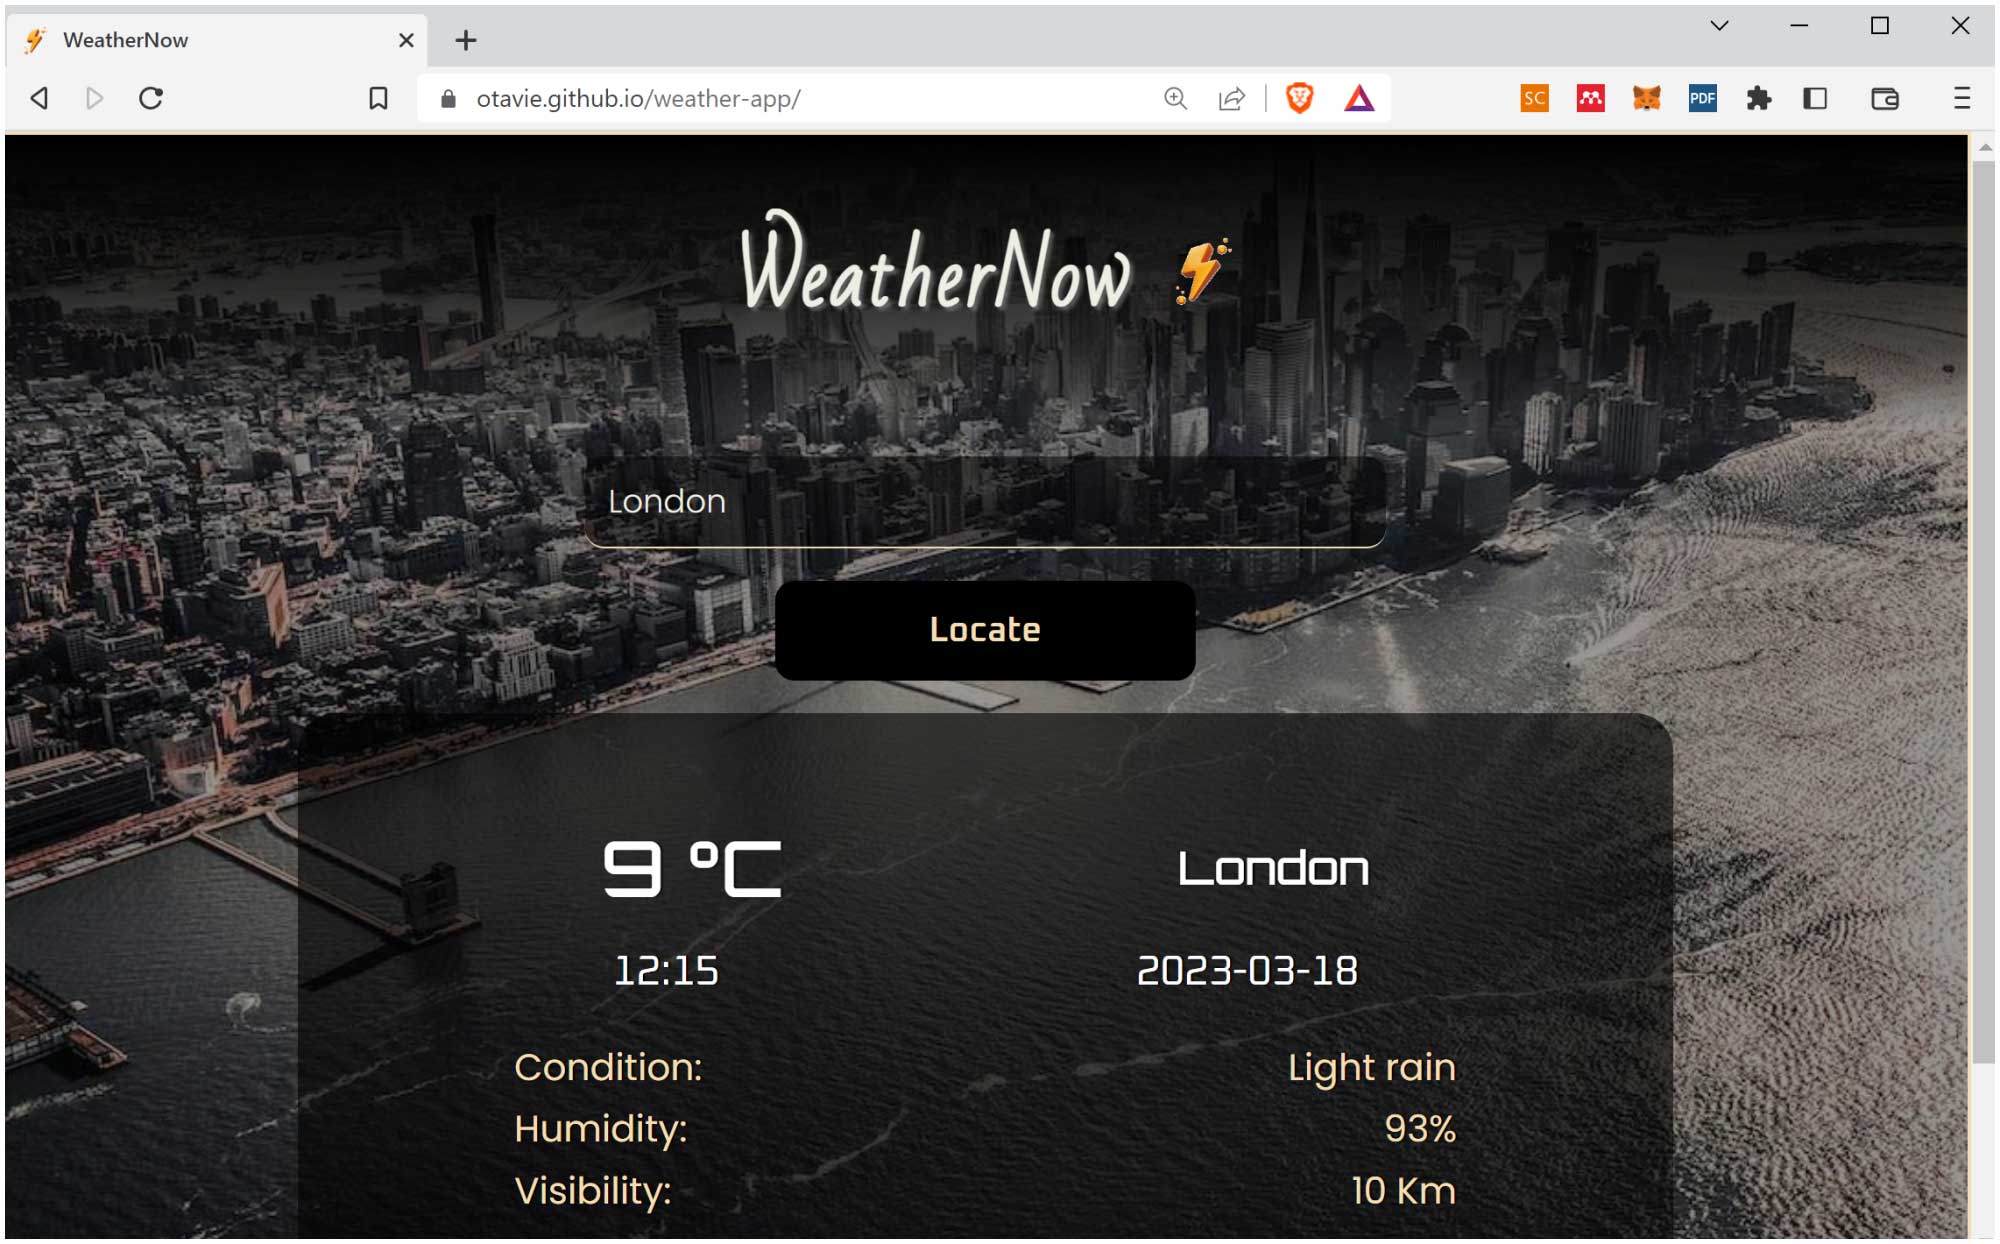 WeatherNow
otavie.github.io/weather-app/
SC
PDF
WeatherNow
London
Locate
9 °C
London
12:15
2023-03-18
Condition:
Light rain
Humidity:
93%
Visibility:
10 Km